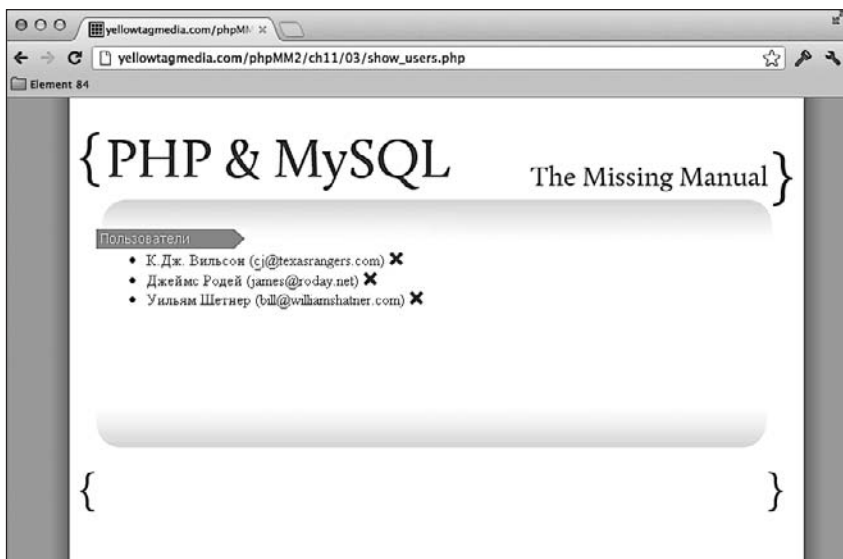 yellowtagmedia.com/phpMM
yellowtagmedia.com/phpMM2/ch11/03/show_users.php
Element 84
{PHP & MySQL
The Missing Manual}
Пользователи
• К.Дж. Вильсон (cj@texasrangers.com) ✖
• Джеймс Родей (james@roday.net) ✖
• Уильям Шетнер (bill@williamshatner.com) ✖
{ }